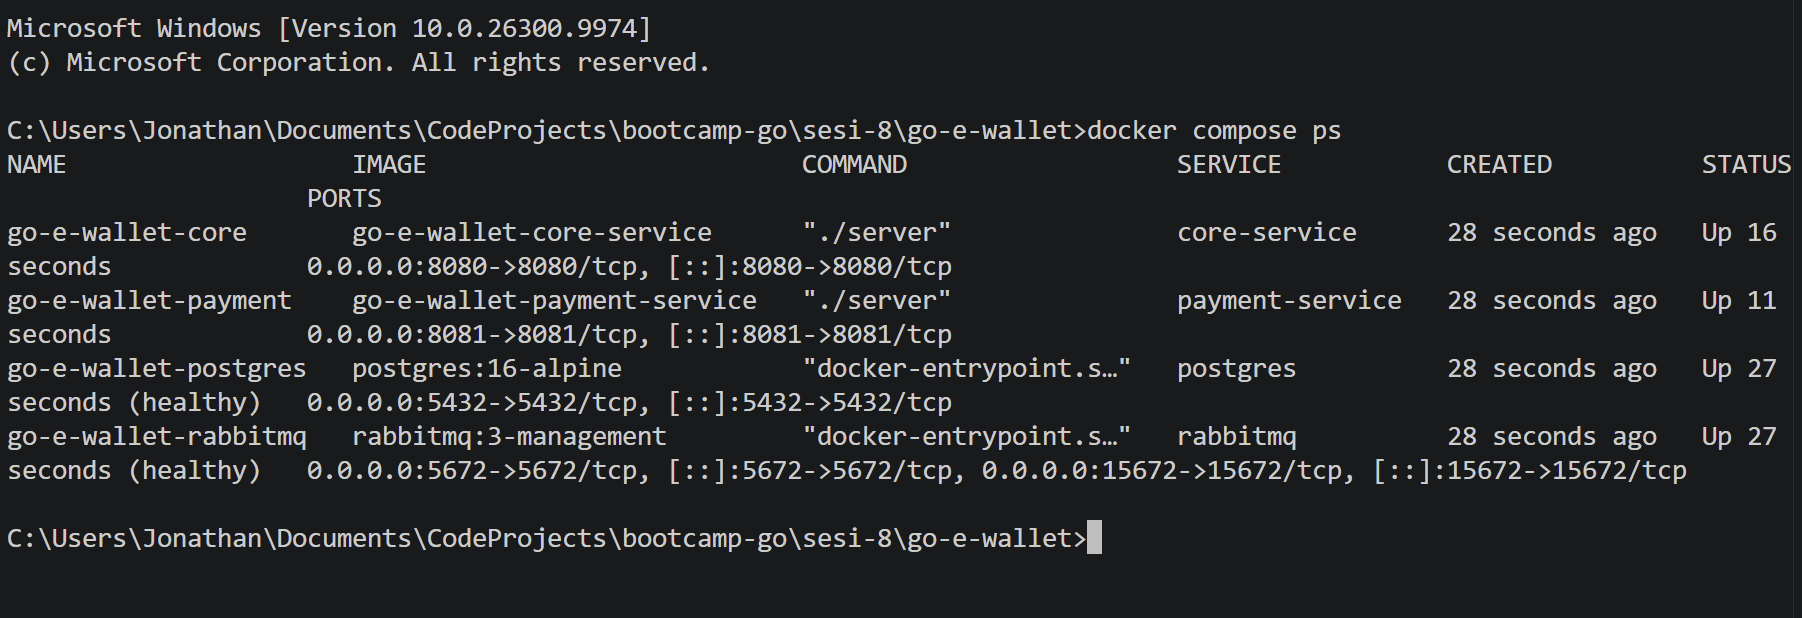 Microsoft Windows [Version 10.0.26300.9974]
(c) Microsoft Corporation. All rights reserved.
C:\Users\Jonathan\Documents\CodeProjects\bootcamp-go\sesi-8\go-e-wallet>docker compose ps
NAME                   IMAGE                         COMMAND                  SERVICE           CREATED          STATUS
                    PORTS
go-e-wallet-core       go-e-wallet-core-service      "./server"               core-service      28 seconds ago   Up 16
seconds             0.0.0.0:8080->8080/tcp, [::]:8080->8080/tcp
go-e-wallet-payment    go-e-wallet-payment-service   "./server"               payment-service   28 seconds ago   Up 11
seconds             0.0.0.0:8081->8081/tcp, [::]:8081->8081/tcp
go-e-wallet-postgres   postgres:16-alpine            "docker-entrypoint.s…"   postgres          28 seconds ago   Up 27
seconds (healthy)   0.0.0.0:5432->5432/tcp, [::]:5432->5432/tcp
go-e-wallet-rabbitmq   rabbitmq:3-management         "docker-entrypoint.s…"   rabbitmq          28 seconds ago   Up 27
seconds (healthy)   0.0.0.0:5672->5672/tcp, [::]:5672->5672/tcp, 0.0.0.0:15672->15672/tcp, [::]:15672->15672/tcp
C:\Users\Jonathan\Documents\CodeProjects\bootcamp-go\sesi-8\go-e-wallet>